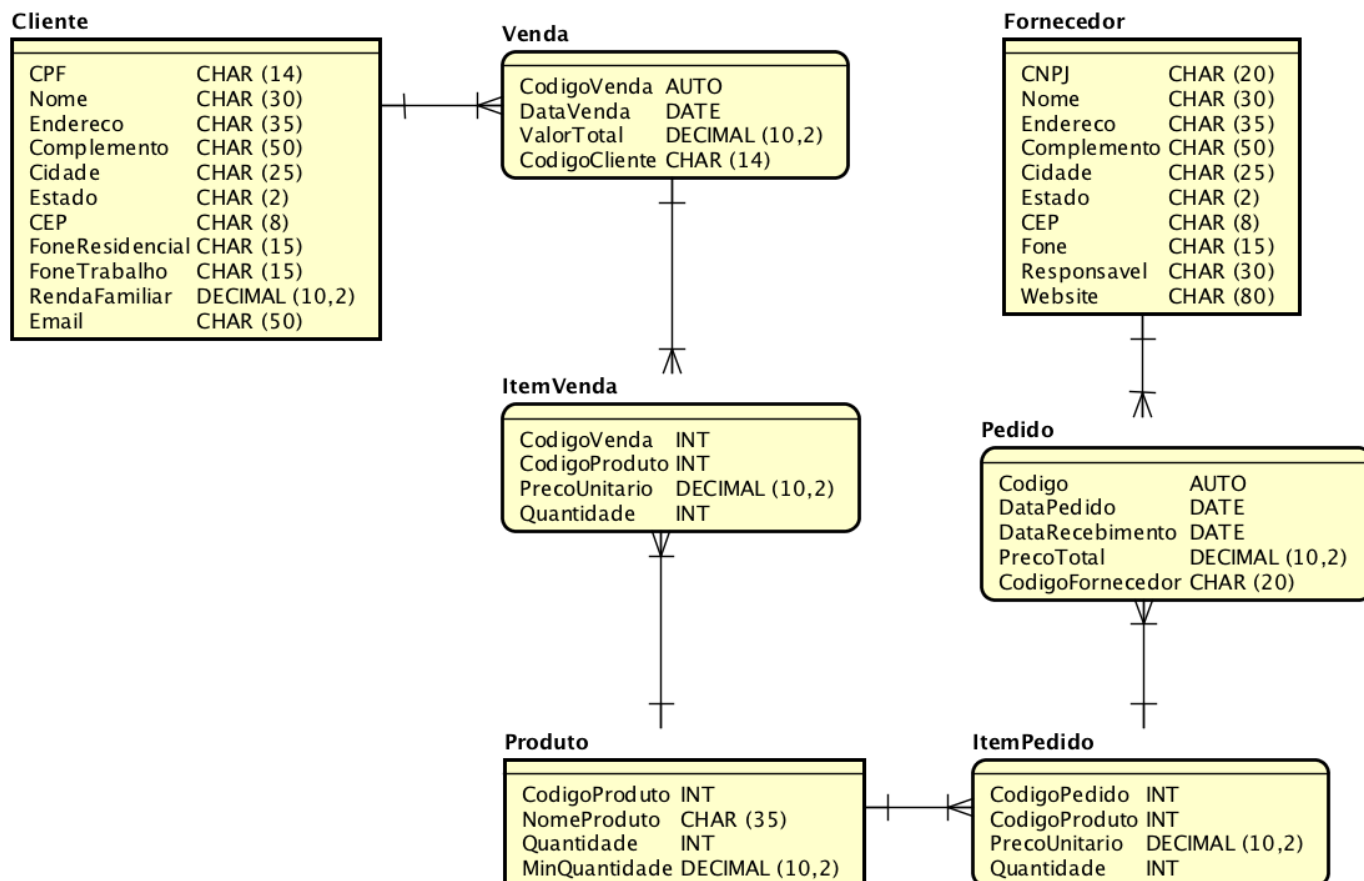 Cliente
CPF CHAR (14)
Nome CHAR (30)
Endereco CHAR (35)
Complemento CHAR (50)
Cidade CHAR (25)
Estado CHAR (2)
CEP CHAR (8)
FoneResidencial CHAR (15)
FoneTrabalho CHAR (15)
RendaFamiliar DECIMAL (10,2)
Email CHAR (50)
Venda
CodigoVenda AUTO
DataVenda DATE
ValorTotal DECIMAL (10,2)
CodigoCliente CHAR (14)
Fornecedor
CNPJ CHAR (20)
Nome CHAR (30)
Endereco CHAR (35)
Complemento CHAR (50)
Cidade CHAR (25)
Estado CHAR (2)
CEP CHAR (8)
Fone CHAR (15)
Responsavel CHAR (30)
Website CHAR (80)
ItemVenda
CodigoVenda INT
CodigoProduto INT
PrecoUnitario DECIMAL (10,2)
Quantidade INT
Pedido
Codigo AUTO
DataPedido DATE
DataRecebimento DATE
PrecoTotal DECIMAL (10,2)
CodigoFornecedor CHAR (20)
Produto
CodigoProduto INT
NomeProduto CHAR (35)
Quantidade INT
MinQuantidade DECIMAL (10,2)
ItemPedido
CodigoPedido INT
CodigoProduto INT
PrecoUnitario DECIMAL (10,2)
Quantidade INT